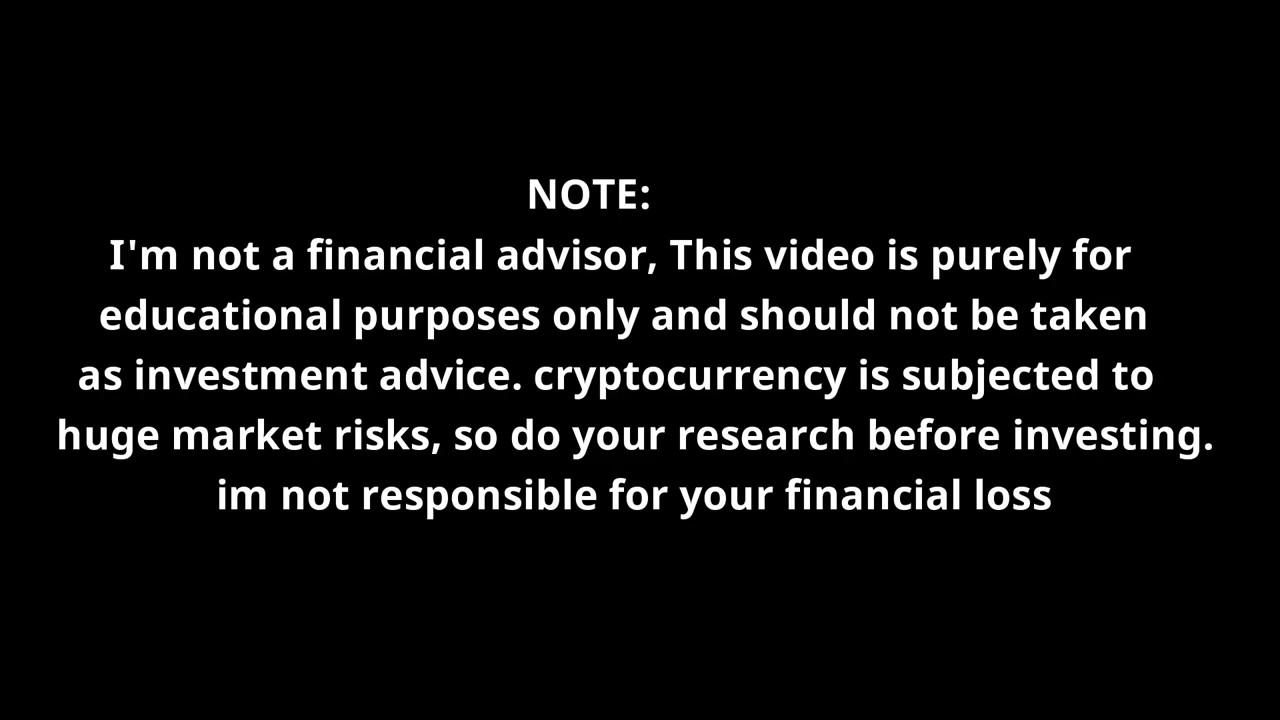 NOTE:
I'm not a financial advisor, This video is purely for
educational purposes only and should not be taken
as investment advice. cryptocurrency is subjected to
huge market risks, so do your research before investing.
im not responsible for your financial loss